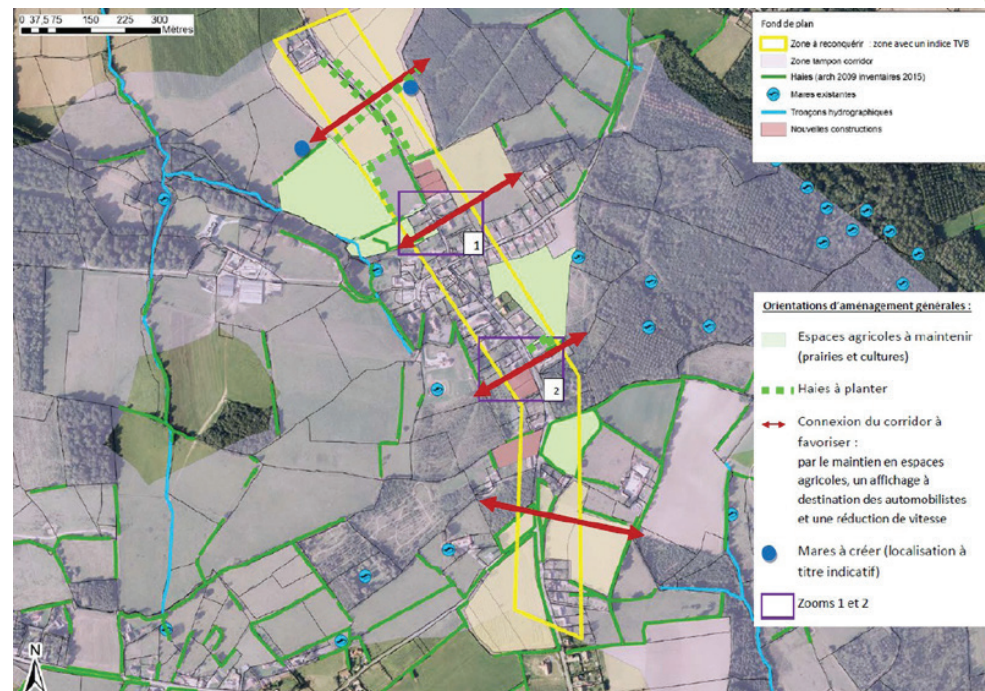 0 37,5 75 150 225 300
Mètres
Fond de plan
Zone à reconquérir : zone avec un indice TVB
Zone tampon corridor
Haies (arch 2009 inventaires 2015)
Mares existantes
Tronçons hydrographiques
Nouvelles constructions
1
2
Orientations d'aménagement générales :
Espaces agricoles à maintenir
(prairies et cultures)
Haies à planter
Connexion du corridor à
favoriser :
par le maintien en espaces
agricoles, un affichage à
destination des automobilistes
et une réduction de vitesse
Mares à créer (localisation à
titre indicatif)
Zooms 1 et 2
N